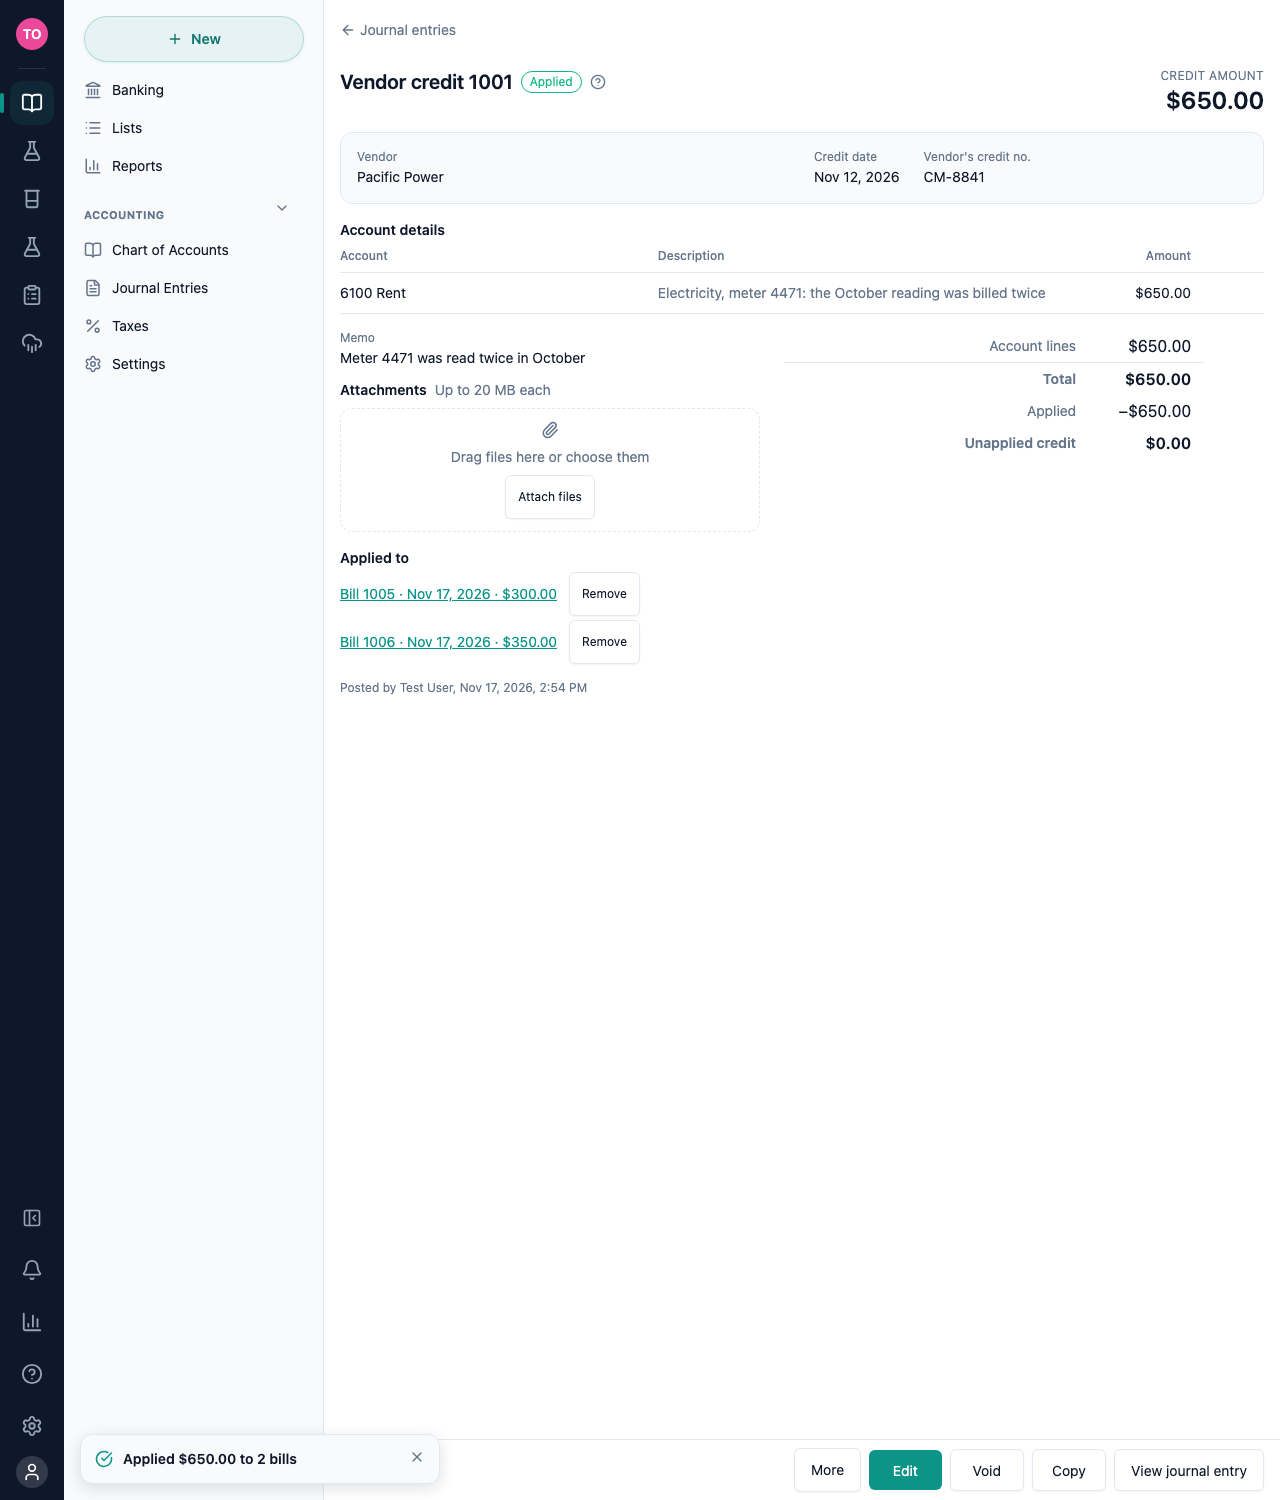 TO
New
Banking
Lists
Reports
ACCOUNTING
Chart of Accounts
Journal Entries
Taxes
Settings
Journal entries
Vendor credit 1001 Applied
CREDIT AMOUNT
$650.00
Vendor Credit date Vendor's credit no.
Pacific Power Nov 12, 2026 CM-8841
Account details
Account Description Amount
6100 Rent Electricity, meter 4471: the October reading was billed twice $650.00
Memo
Meter 4471 was read twice in October
Account lines $650.00
Total $650.00
Applied –$650.00
Unapplied credit $0.00
Attachments Up to 20 MB each
Drag files here or choose them
Attach files
Applied to
Bill 1005 · Nov 17, 2026 · $300.00 Remove
Bill 1006 · Nov 17, 2026 · $350.00 Remove
Posted by Test User, Nov 17, 2026, 2:54 PM
Applied $650.00 to 2 bills
More Edit Void Copy View journal entry